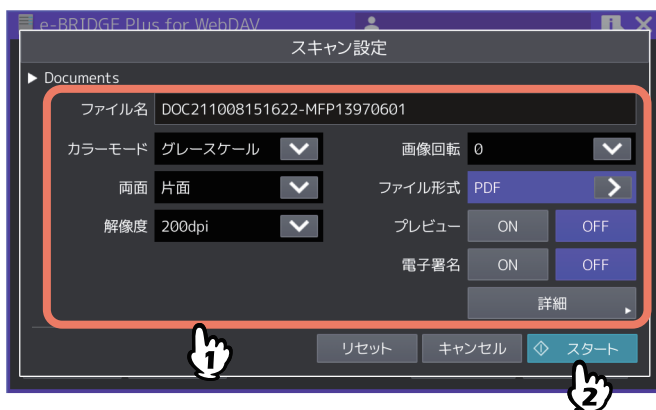 e-BRIDGE Plus for WebDAV
スキャン設定
Documents
ファイル名 DOC211008151622-MFP13970601
カラーモード グレースケール 画像回転 0
両面 片面 ファイル形式 PDF
解像度 200dpi プレビュー ON OFF
電子署名 ON OFF
詳細
リセット キャンセル スタート
1
2